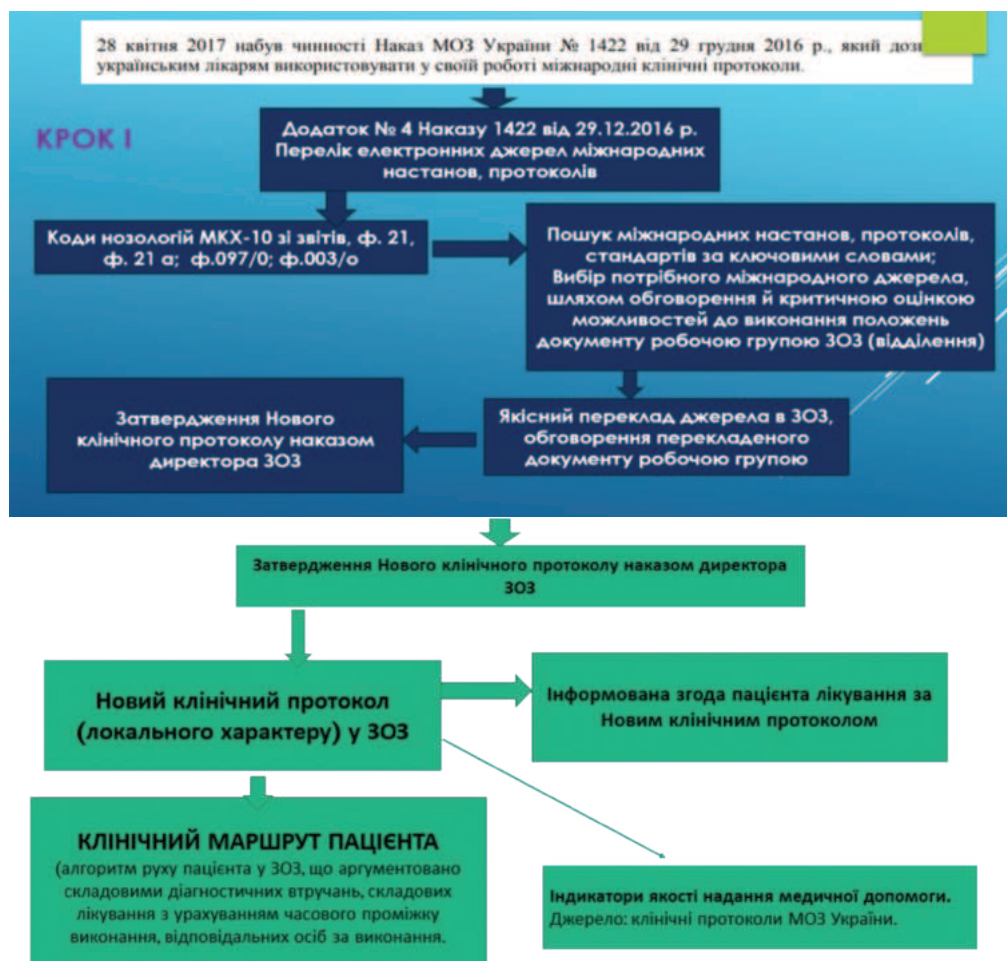 28 квітня 2017 набув чинності Наказ МОЗ України № 1422 від 29 грудня 2016 р., який
українським лікарям використовувати у своїй роботі міжнародні клінічні протоколи.
КРОК І
Додаток № 4 Наказу 1422 від 29.12.2016 р.
Перелік електронних джерел міжнародних
настанов, протоколів
Коди нозологій МКХ-10 зі звітів, ф. 21,
ф. 21 а; ф.097/0; ф.003/о
Пошук міжнародних настанов, протоколів,
стандартів за ключовими словами;
Вибір потрібного міжнародного джерела,
шляхом обговорення й критичною оцінкою
можливостей до виконання положень
документу робочою групою ЗОЗ (відділення)
Якісний переклад джерела в ЗОЗ,
обговорення перекладеного
документу робочою групою
Затвердження Нового
клінічного протоколу наказом
директора ЗОЗ
Затвердження Нового клінічного протоколу наказом директора
ЗОЗ
Новий клінічний протокол
(локального характеру) у ЗОЗ
Інформована згода пацієнта лікування за
Новим клінічним протоколом
КЛІНІЧНИЙ МАРШРУТ ПАЦІЄНТА
(алгоритм руху пацієнта у ЗОЗ, що аргументовано
складовими діагностичних втручань, складових
лікування з урахуванням часового проміжку
виконання, відповідальних осіб за виконання.
Індикатори якості надання медичної допомоги.
Джерело: клінічні протоколи МОЗ України.